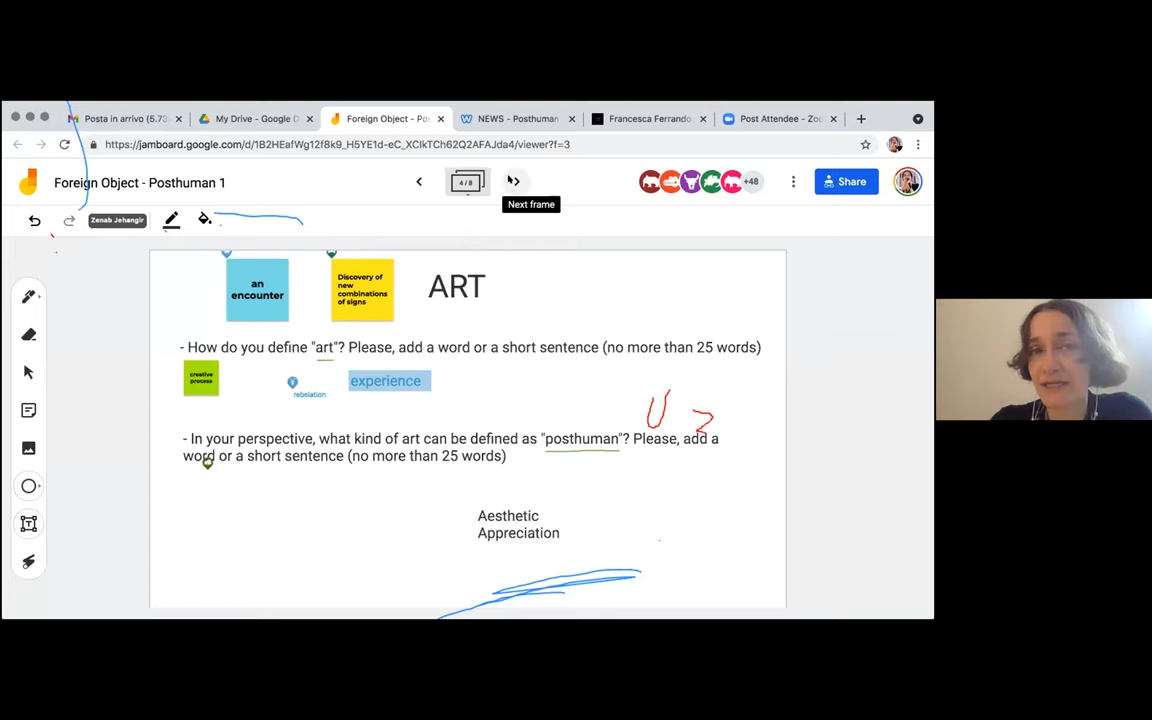 Posta in arrivo (5.73
My Drive - Google D
Foreign Object - Po
NEWS - Posthuman
Francesca Ferrando
Post Attendee - Zoo
https://jamboard.google.com/d/1B2HEafWg12f8k9_H5YE1d-eC_XClkTCh62Q2AFAJda4/viewer?f=3
Foreign Object - Posthuman 1
4/8
+48
Share
Next frame
Zenab Jehangir
an
encounter
Discovery of
new
combinations
of signs
ART
- How do you define "art"? Please, add a word or a short sentence (no more than 25 words)
creative
process
rebelation
experience
- In your perspective, what kind of art can be defined as "posthuman"? Please, add a
word or a short sentence (no more than 25 words)
Aesthetic
Appreciation